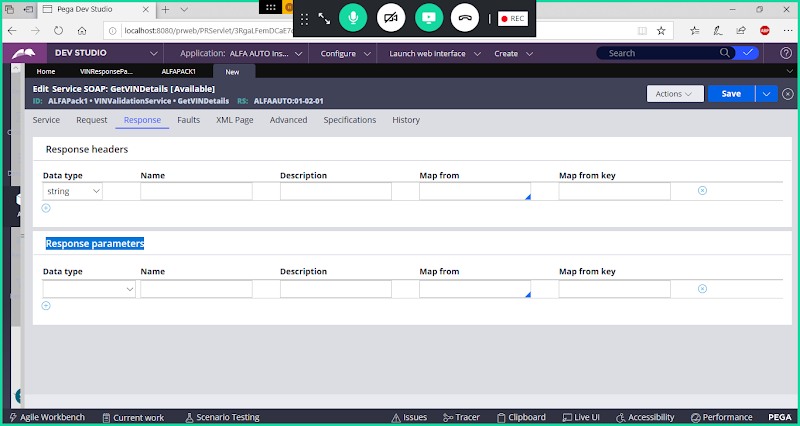 Pega Dev Studio
REC
localhost:8080/prweb/PRServlet/3RgaLFemDCaE7
DEV STUDIO
Application: ALFA AUTO Ins...
Configure
Launch web Interface
Create
Search
Home
VINResponsePa...
ALFAPACK1
New
Edit Service SOAP: GetVINDetails [Available]
ID: ALFAPack1 • VINValidationService • GetVINDetails RS: ALFAAUTO:01-02-01
Actions
Save
Service Request Response Faults XML Page Advanced Specifications History
Response headers
Data type Name Description Map from Map from key
string
Response parameters
Data type Name Description Map from Map from key
Agile Workbench Current work Scenario Testing Issues Tracer Clipboard Live UI Accessibility Performance PEGA